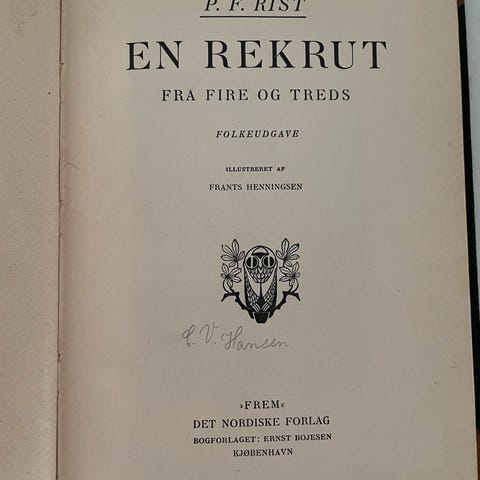 P. F. RIST
EN REKRUT
FRA FIRE OG TREDS
FOLKEUDGAVE
ILLUSTRERET AF
FRANTS HENNINGSEN
C. V. Hansen
»FREM«
DET NORDISKE FORLAG
BOGFORLAGET: ERNST BOJESEN
KJØBENHAVN